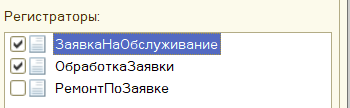 Регистраторы:
ЗаявкаНаОбслуживание
ОбработкаЗаявки
РемонтПоЗаявке